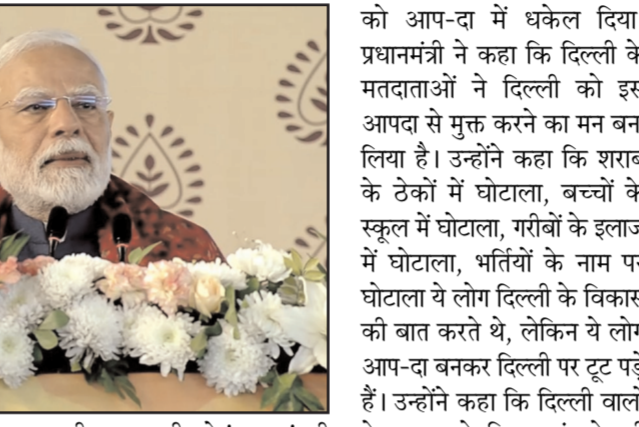 को आप-दा में धकेल दिया
प्रधानमंत्री ने कहा कि दिल्ली के
मतदाताओं ने दिल्ली को इस
आपदा से मुक्त करने का मन बना
लिया है। उन्होंने कहा कि शराब
के ठेकों में घोटाला, बच्चों के
स्कूल में घोटाला, गरीबों के इलाज
में घोटाला, भर्तियों के नाम पर
घोटाला ये लोग दिल्ली के विकास
की बात करते थे, लेकिन ये लोग
आप-दा बनकर दिल्ली पर टूट पड़े
हैं। उन्होंने कहा कि दिल्ली वालों